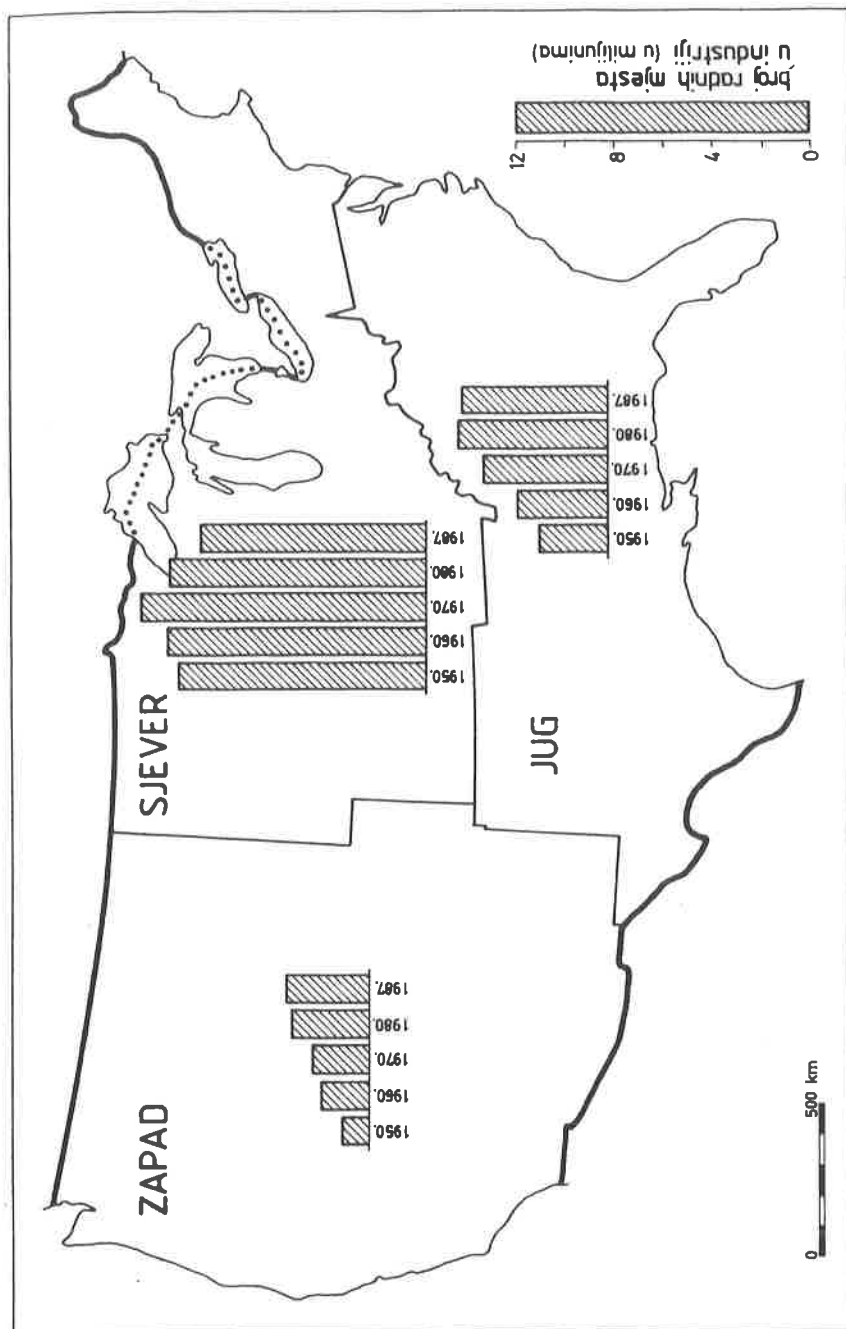 SJEVER
ZAPAD
JUG
1950. 1960. 1970. 1980. 1987.
1950. 1960. 1970. 1980. 1987.
1950. 1960. 1970. 1980. 1987.
broj radnih mjesta
u industriji (u milijunima)
12
8
4
0
0 500 km